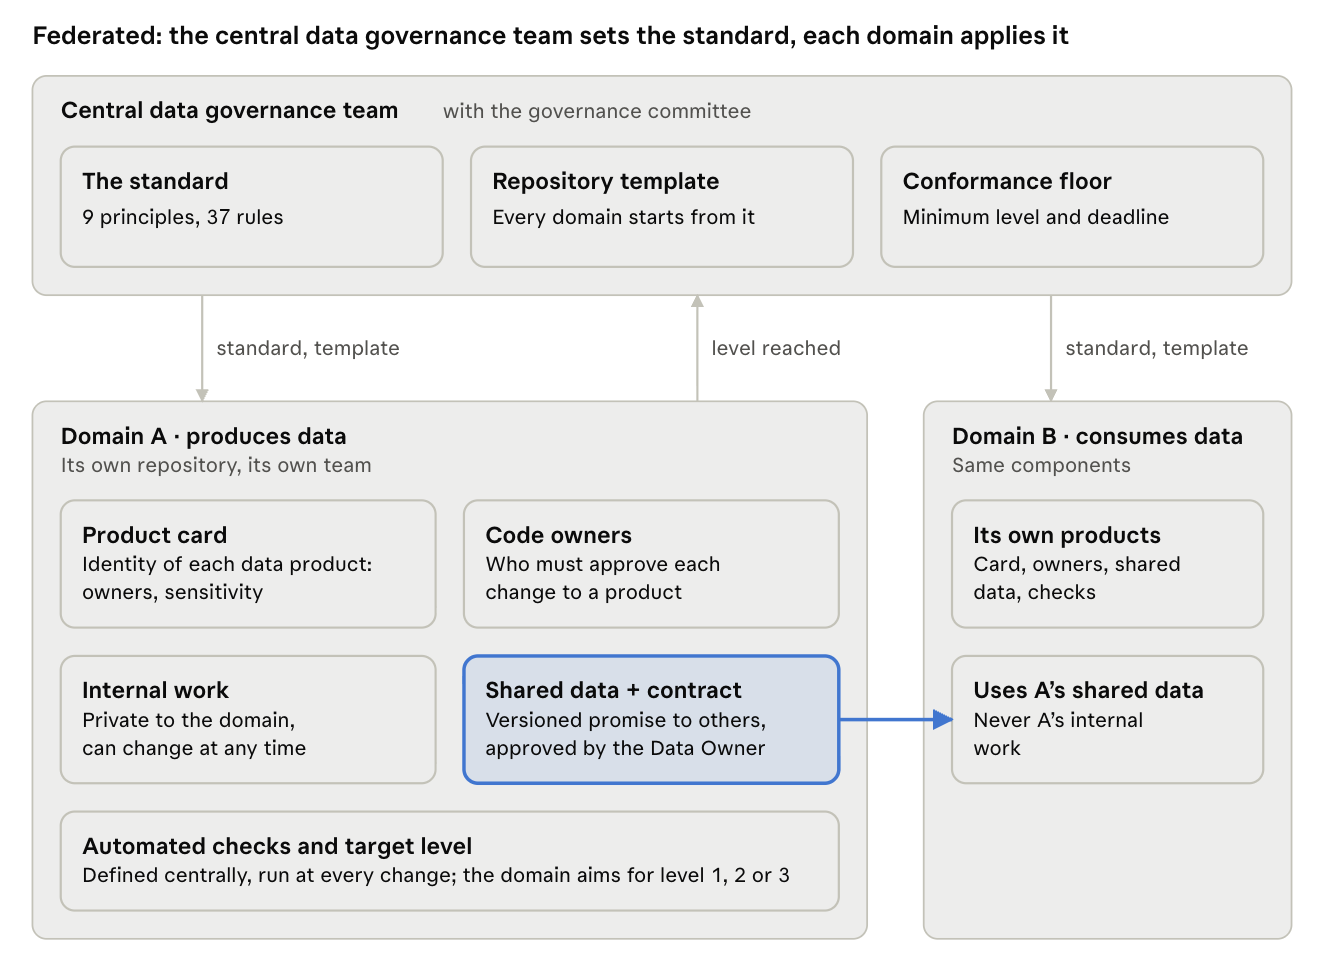 Federated: the central data governance team sets the standard, each domain applies it
Central data governance team
with the governance committee
The standard
9 principles, 37 rules
Repository template
Every domain starts from it
Conformance floor
Minimum level and deadline
standard, template
level reached
standard, template
Domain A · produces data
Its own repository, its own team
Product card
Identity of each data product:
owners, sensitivity
Code owners
Who must approve each
change to a product
Internal work
Private to the domain,
can change at any time
Shared data + contract
Versioned promise to others,
approved by the Data Owner
Automated checks and target level
Defined centrally, run at every change; the domain aims for level 1, 2 or 3
Domain B · consumes data
Same components
Its own products
Card, owners, shared
data, checks
Uses A’s shared data
Never A’s internal
work